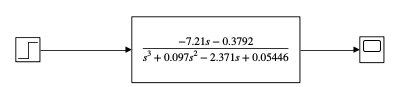 −7.21s − 0.3792
s³ + 0.097s² − 2.371s + 0.05446